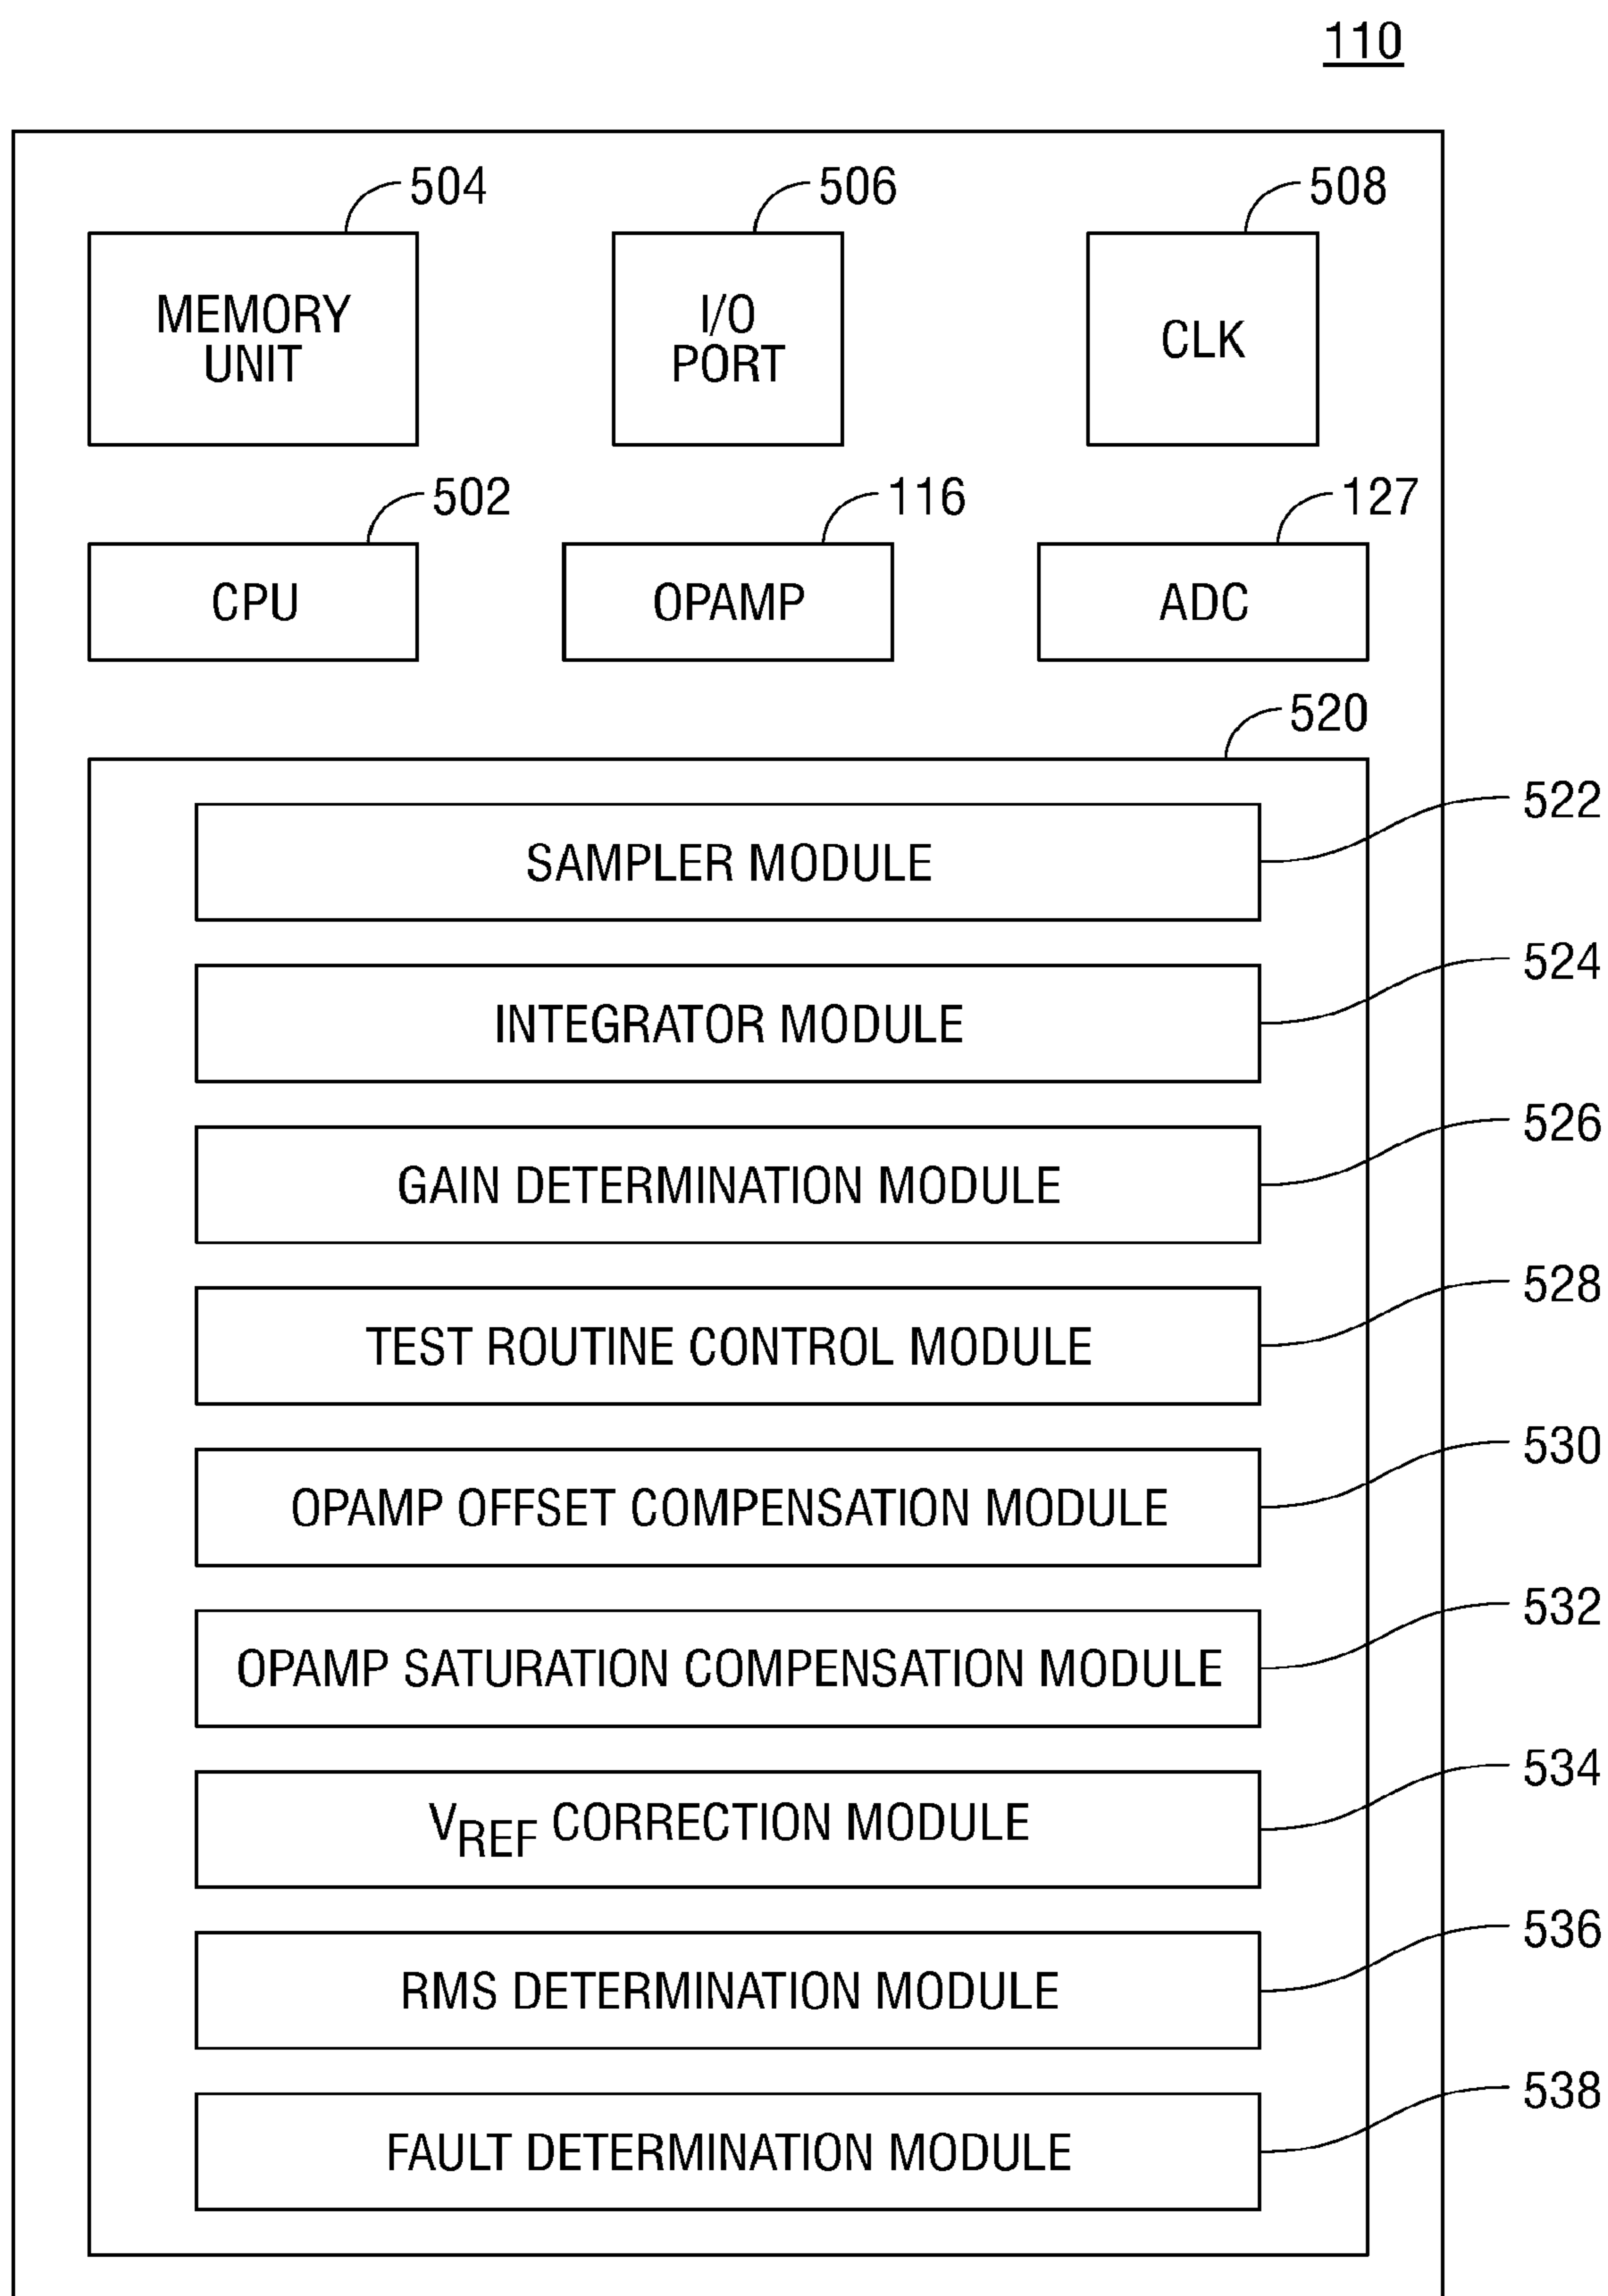 110
504
506
508
MEMORY
UNIT
I/O
PORT
CLK
502
116
127
CPU
OPAMP
ADC
520
SAMPLER MODULE
522
INTEGRATOR MODULE
524
GAIN DETERMINATION MODULE
526
TEST ROUTINE CONTROL MODULE
528
OPAMP OFFSET COMPENSATION MODULE
530
OPAMP SATURATION COMPENSATION MODULE
532
VREF CORRECTION MODULE
534
RMS DETERMINATION MODULE
536
FAULT DETERMINATION MODULE
538